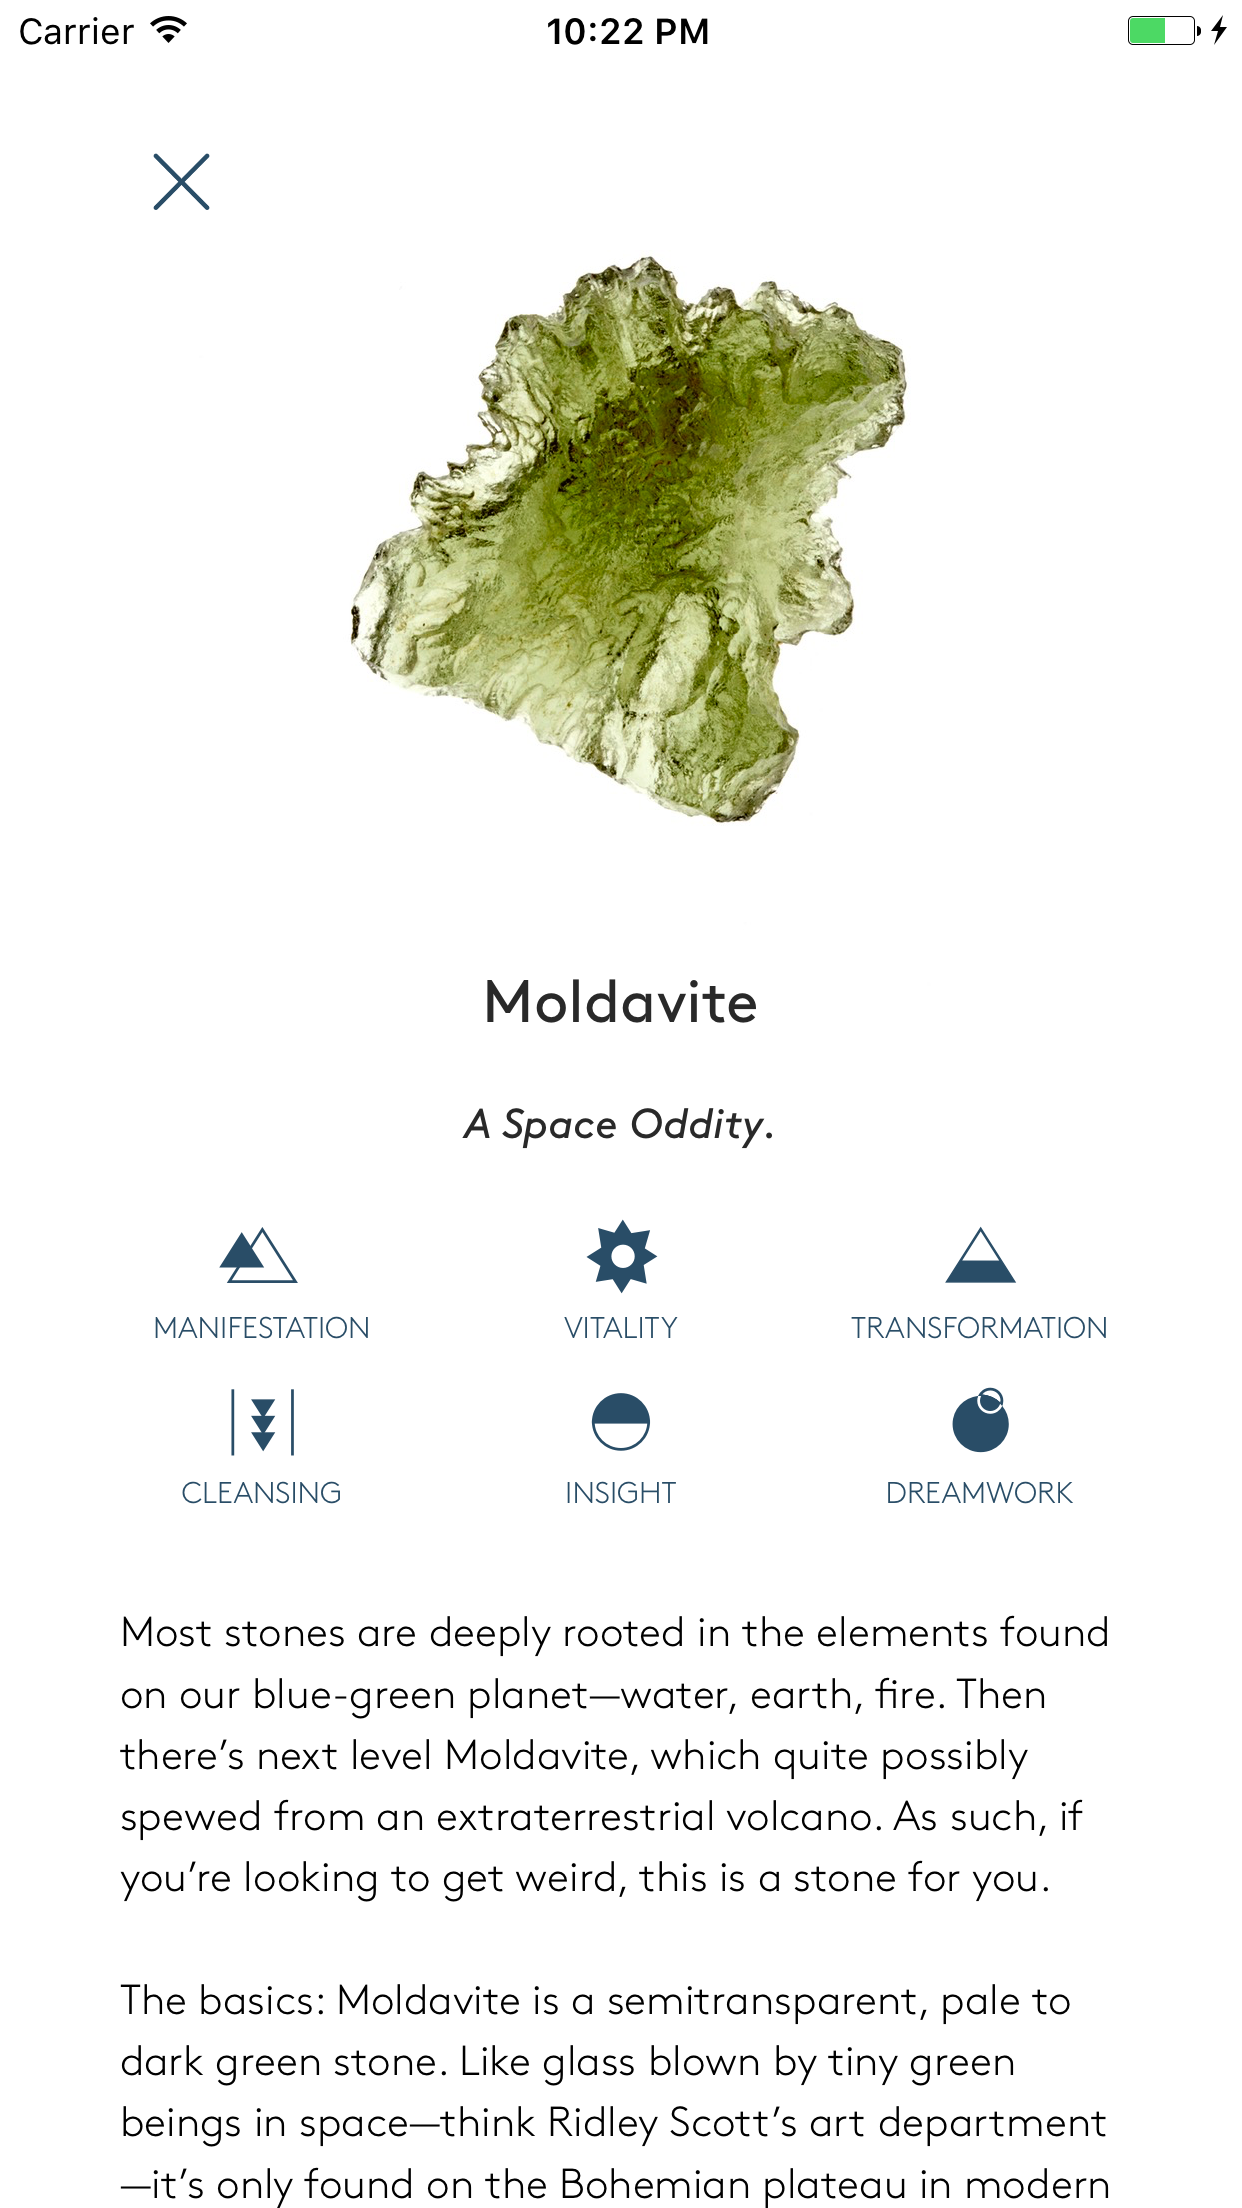 Carrier
10:22 PM
Moldavite
A Space Oddity.
MANIFESTATION
VITALITY
TRANSFORMATION
CLEANSING
INSIGHT
DREAMWORK
Most stones are deeply rooted in the elements found
on our blue-green planet—water, earth, fire. Then
there’s next level Moldavite, which quite possibly
spewed from an extraterrestrial volcano. As such, if
you’re looking to get weird, this is a stone for you.
The basics: Moldavite is a semitransparent, pale to
dark green stone. Like glass blown by tiny green
beings in space—think Ridley Scott’s art department
—it’s only found on the Bohemian plateau in modern